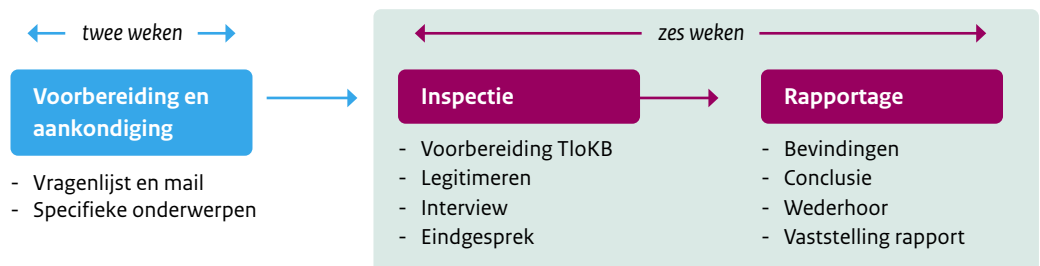 twee weken
zes weken
Voorbereiding en
aankondiging
- Vragenlijst en mail
- Specifieke onderwerpen
Inspectie
- Voorbereiding TloKB
- Legitimeren
- Interview
- Eindgesprek
Rapportage
- Bevindingen
- Conclusie
- Wederhoor
- Vaststelling rapport